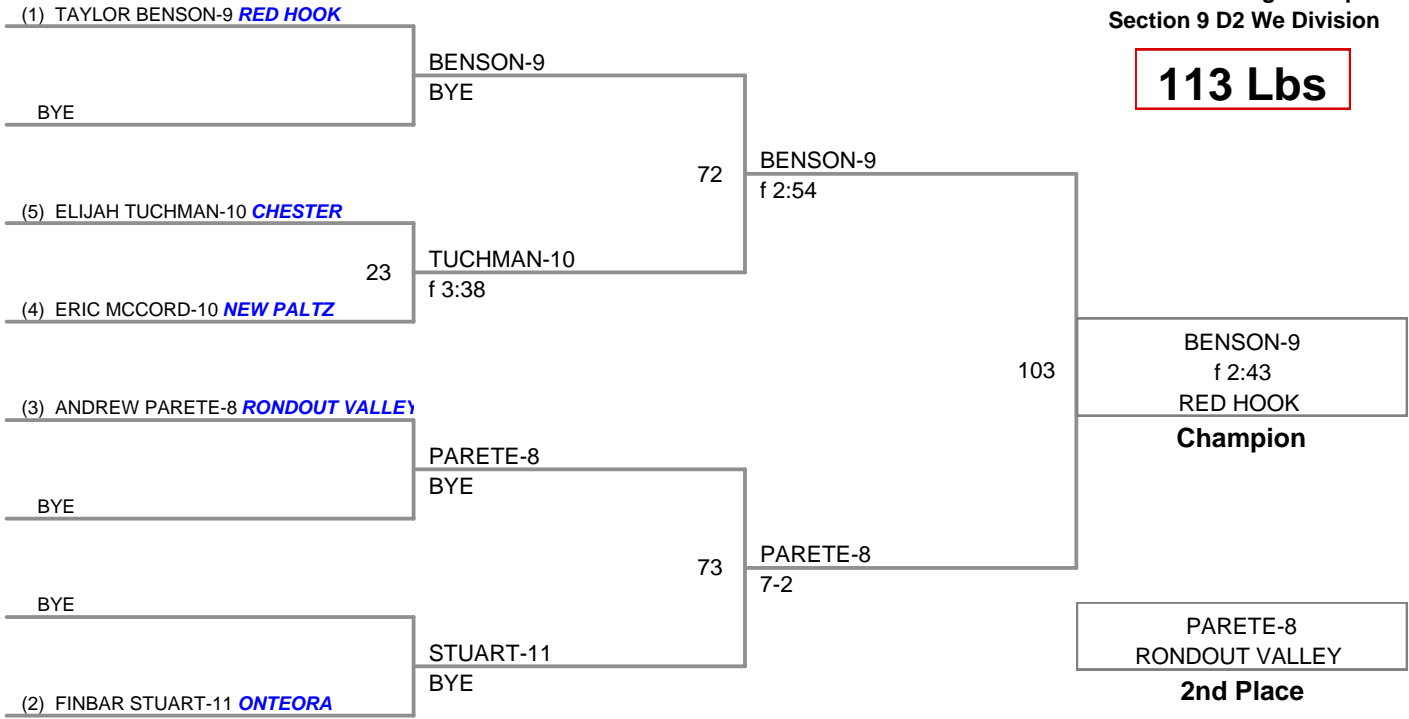 Section 9 D2 We Division
113 Lbs
(1) TAYLOR BENSON-9 RED HOOK
BYE
BENSON-9
BYE
(5) ELIJAH TUCHMAN-10 CHESTER
(4) ERIC MCCORD-10 NEW PALTZ
23
TUCHMAN-10
f 3:38
72
BENSON-9
f 2:54
(3) ANDREW PARETE-8 RONDOUT VALLEY
BYE
PARETE-8
BYE
BYE
(2) FINBAR STUART-11 ONTEORA
STUART-11
BYE
73
PARETE-8
7-2
103
BENSON-9
f 2:43
RED HOOK
Champion
PARETE-8
RONDOUT VALLEY
2nd Place